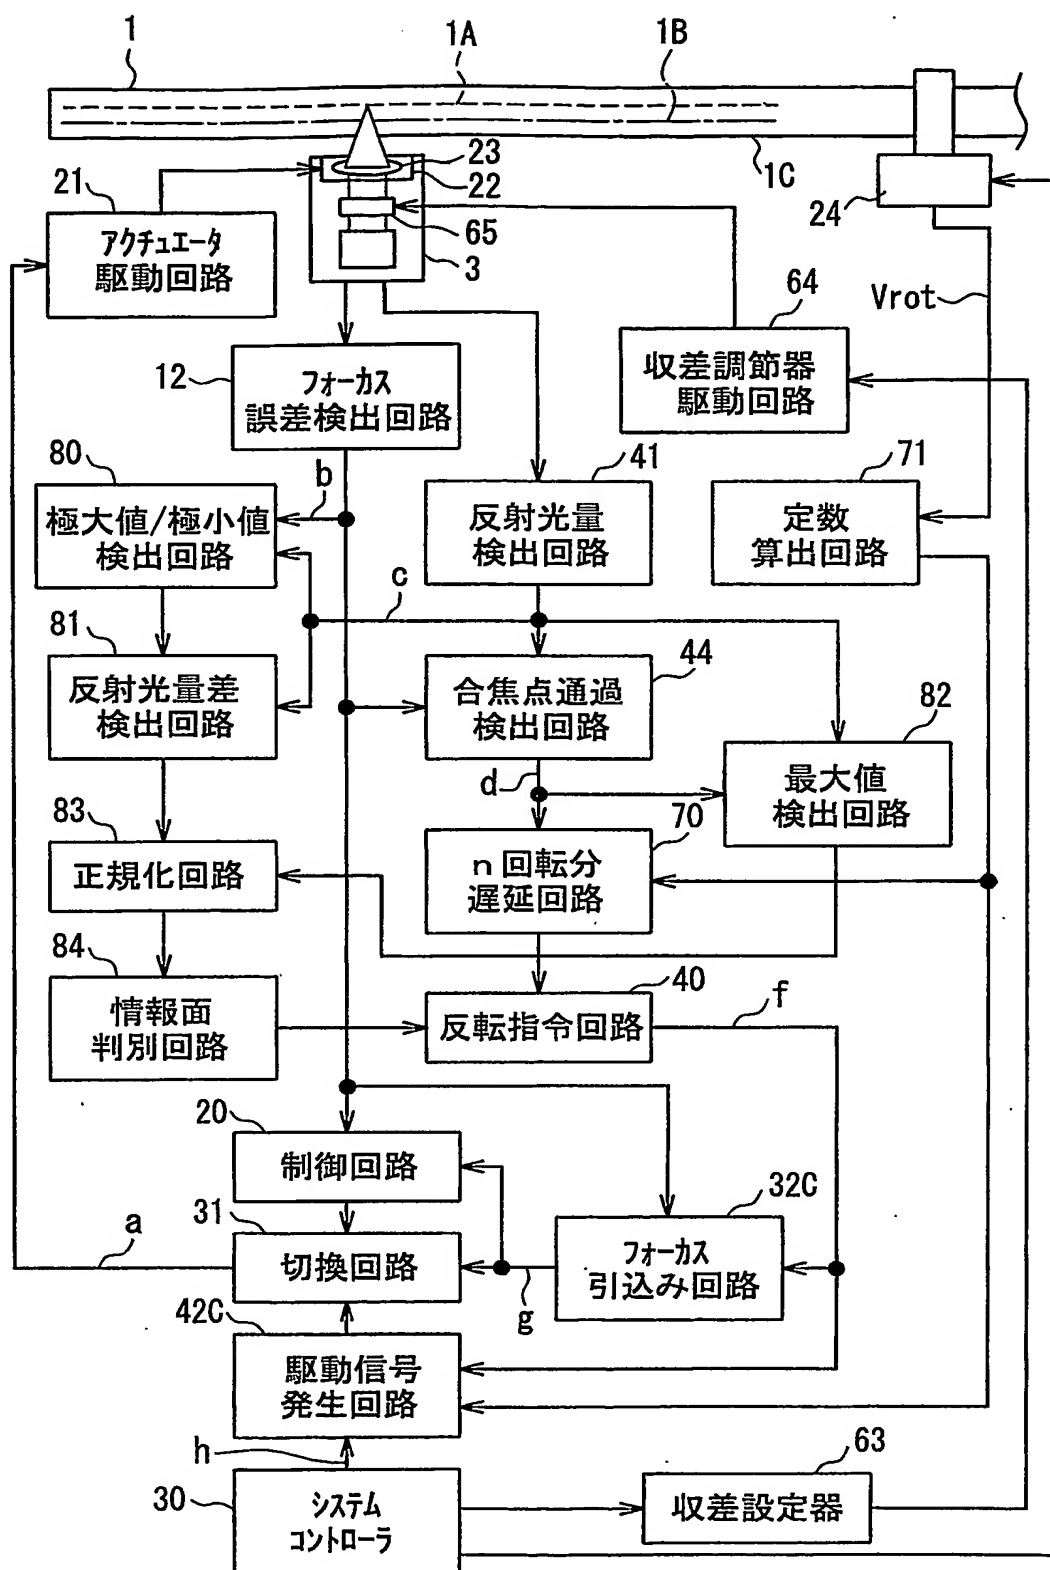 1
1A
1B
1C
23
22
21
24
アクチュエータ
駆動回路
65
3
64
Vrot
収差調節器
駆動回路
12
フォーカス
誤差検出回路
80
b
41
71
極大値/極小値
検出回路
反射光量
検出回路
定数
算出回路
c
81
44
反射光量差
検出回路
合焦点通過
検出回路
82
d
最大値
検出回路
83
70
正規化回路
n回転分
遅延回路
84
40
f
情報面
判別回路
反転指令回路
20
制御回路
32C
31
a
切換回路
フォーカス
引込み回路
g
42C
駆動信号
発生回路
h
63
30
システム
コントローラ
収差設定器